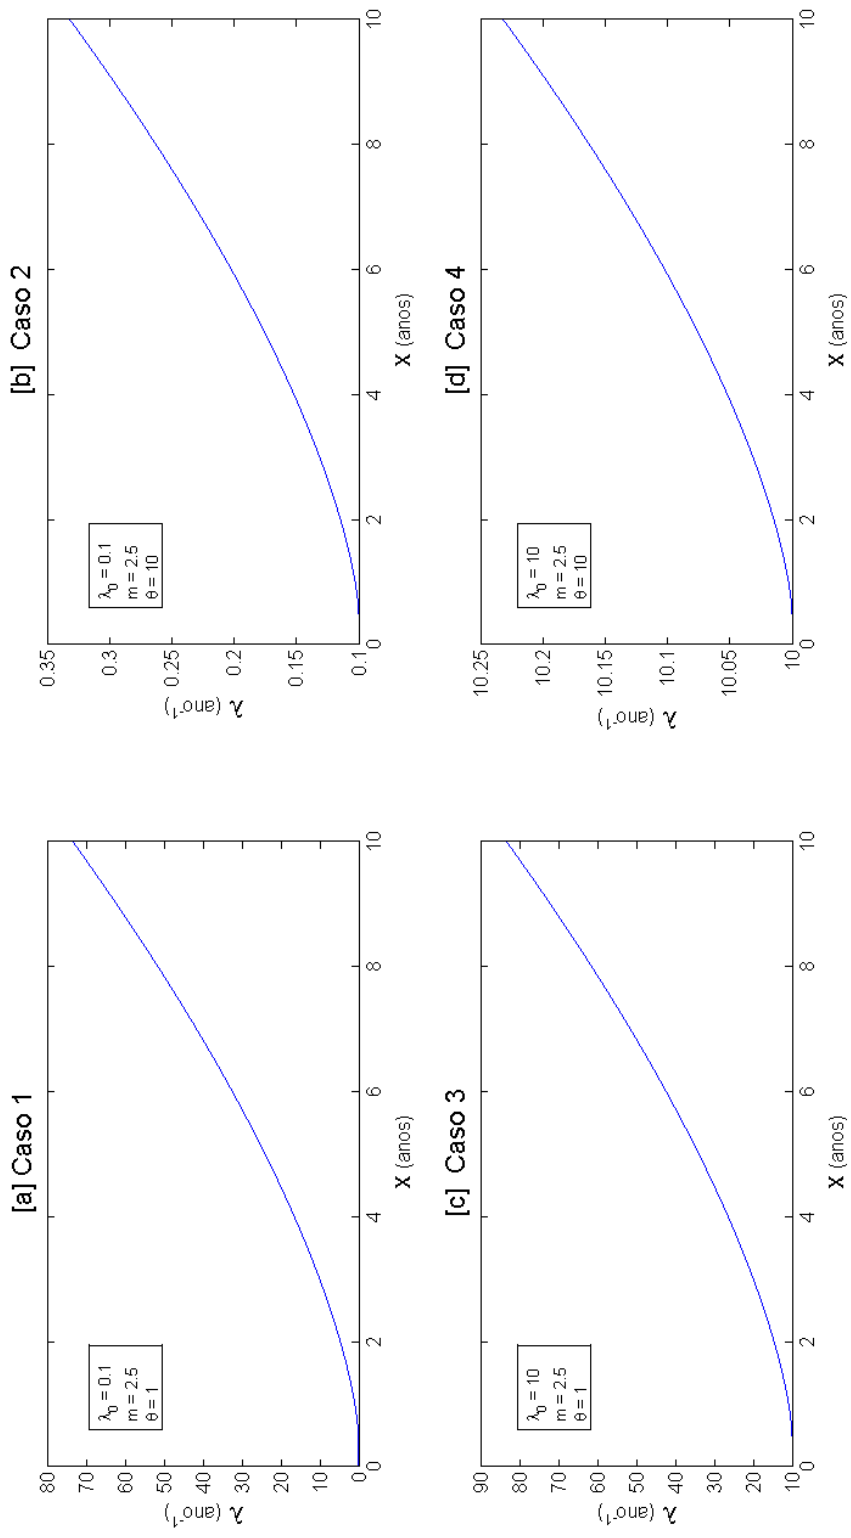 [a] Caso 1
λ0 = 0.1
m = 2.5
θ = 1
80
70
60
50
40
30
20
10
0
λ (ano-1)
0 2 4 6 8 10
X (anos)
[b] Caso 2
λ0 = 0.1
m = 2.5
θ = 10
0.35
0.3
0.25
0.2
0.15
0.1
λ (ano-1)
0 2 4 6 8 10
X (anos)
[c] Caso 3
λ0 = 10
m = 2.5
θ = 1
90
80
70
60
50
40
30
20
10
λ (ano-1)
0 2 4 6 8 10
X (anos)
[d] Caso 4
λ0 = 10
m = 2.5
θ = 10
10.25
10.2
10.15
10.1
10.05
10
λ (ano-1)
0 2 4 6 8 10
X (anos)